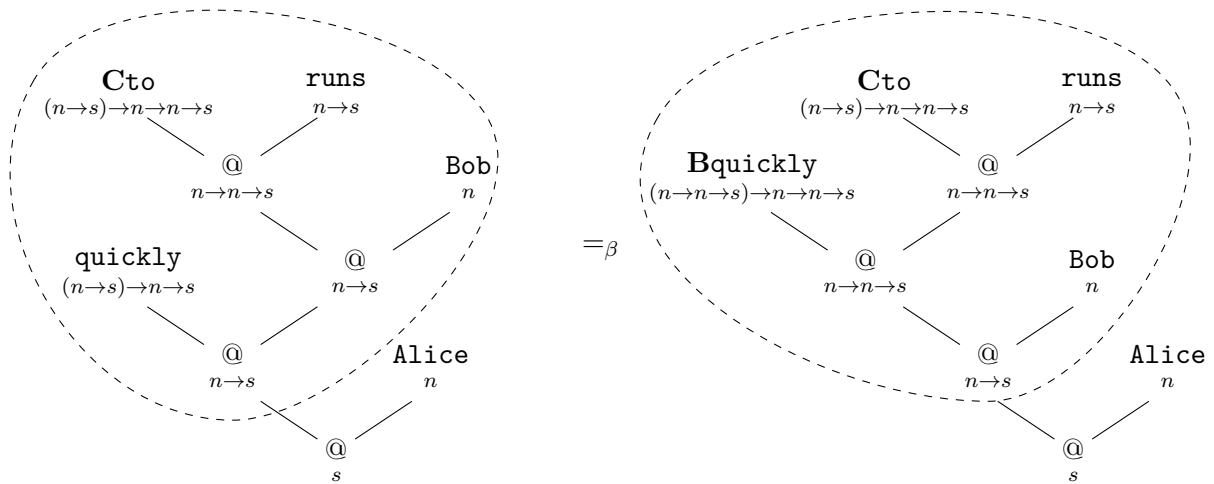 Cto runs Cto runs
(n→s)→n→n→s n→s (n→s)→n→n→s n→s
@ Bob Bquickly @
n→n→s n (n→n→s)→n→n→s n→n→s
=β
quickly @ @ Bob
(n→s)→n→s n→s n→n→s n
@ Alice @ Alice
n→s n n→s n
@ @
s s